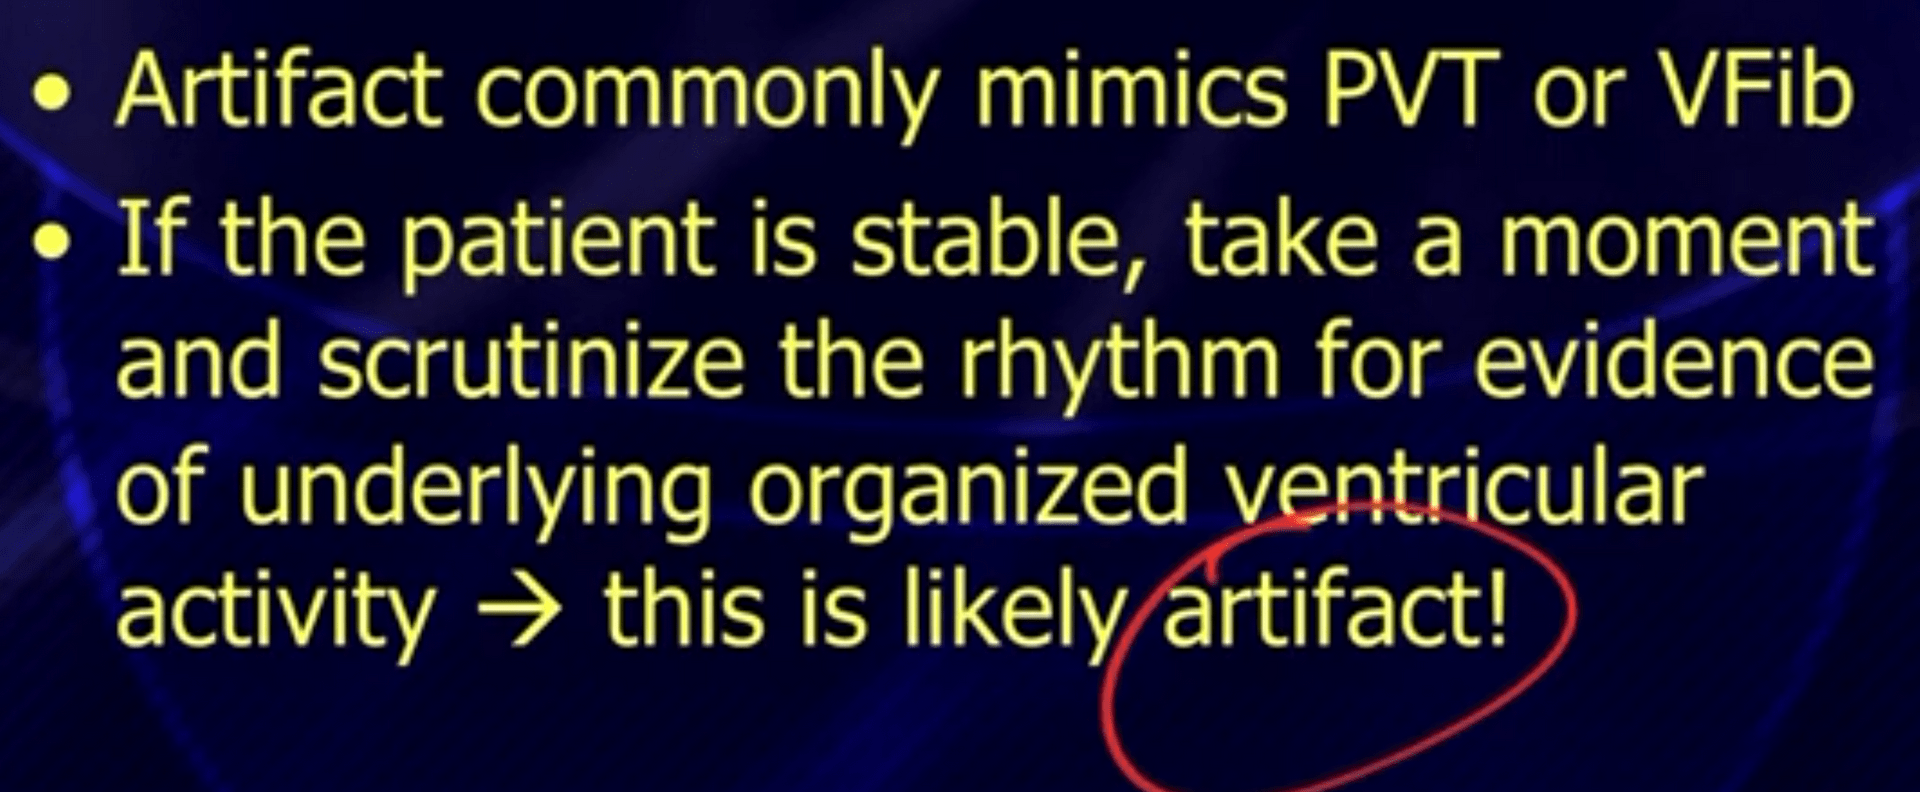 • Artifact commonly mimics PVT or VFib
• If the patient is stable, take a moment
and scrutinize the rhythm for evidence
of underlying organized ventricular
activity → this is likely artifact!